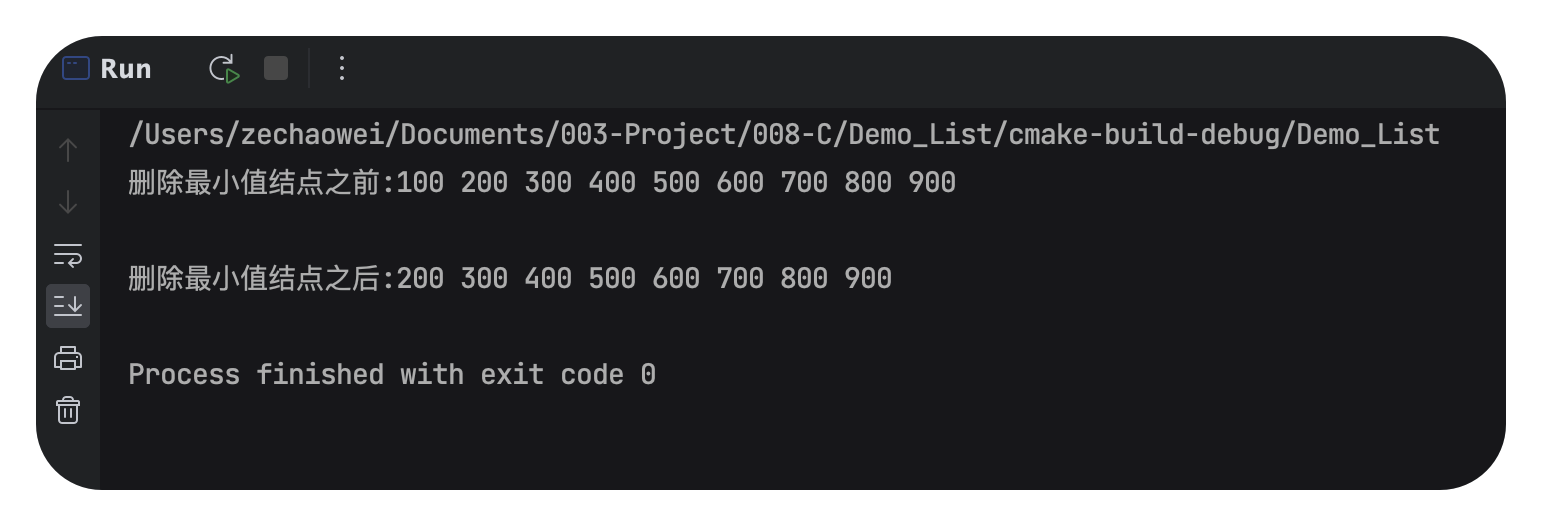 Run
/Users/zechaowei/Documents/003-Project/008-C/Demo_List/cmake-build-debug/Demo_List
删除最小值结点之前:100 200 300 400 500 600 700 800 900
删除最小值结点之后:200 300 400 500 600 700 800 900
Process finished with exit code 0